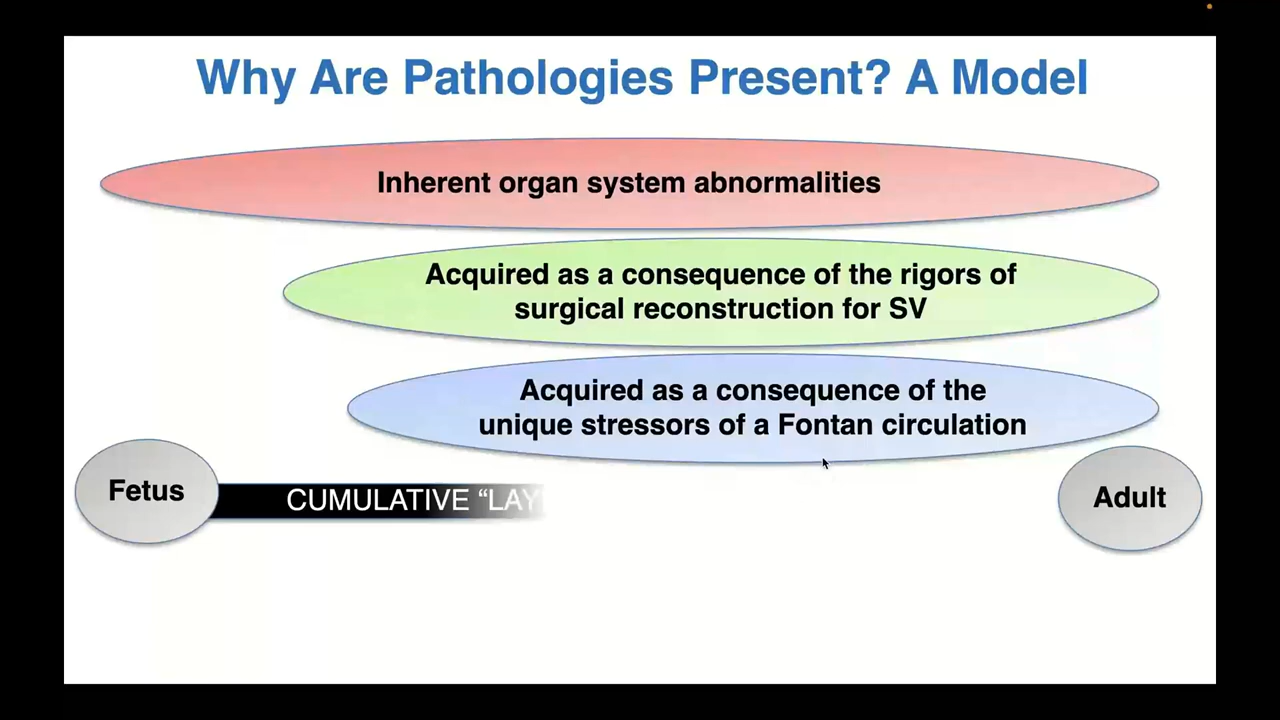 Why Are Pathologies Present? A Model
Inherent organ system abnormalities
Acquired as a consequence of the rigors of
surgical reconstruction for SV
Acquired as a consequence of the
unique stressors of a Fontan circulation
Fetus
CUMULATIVE “LAY
Adult